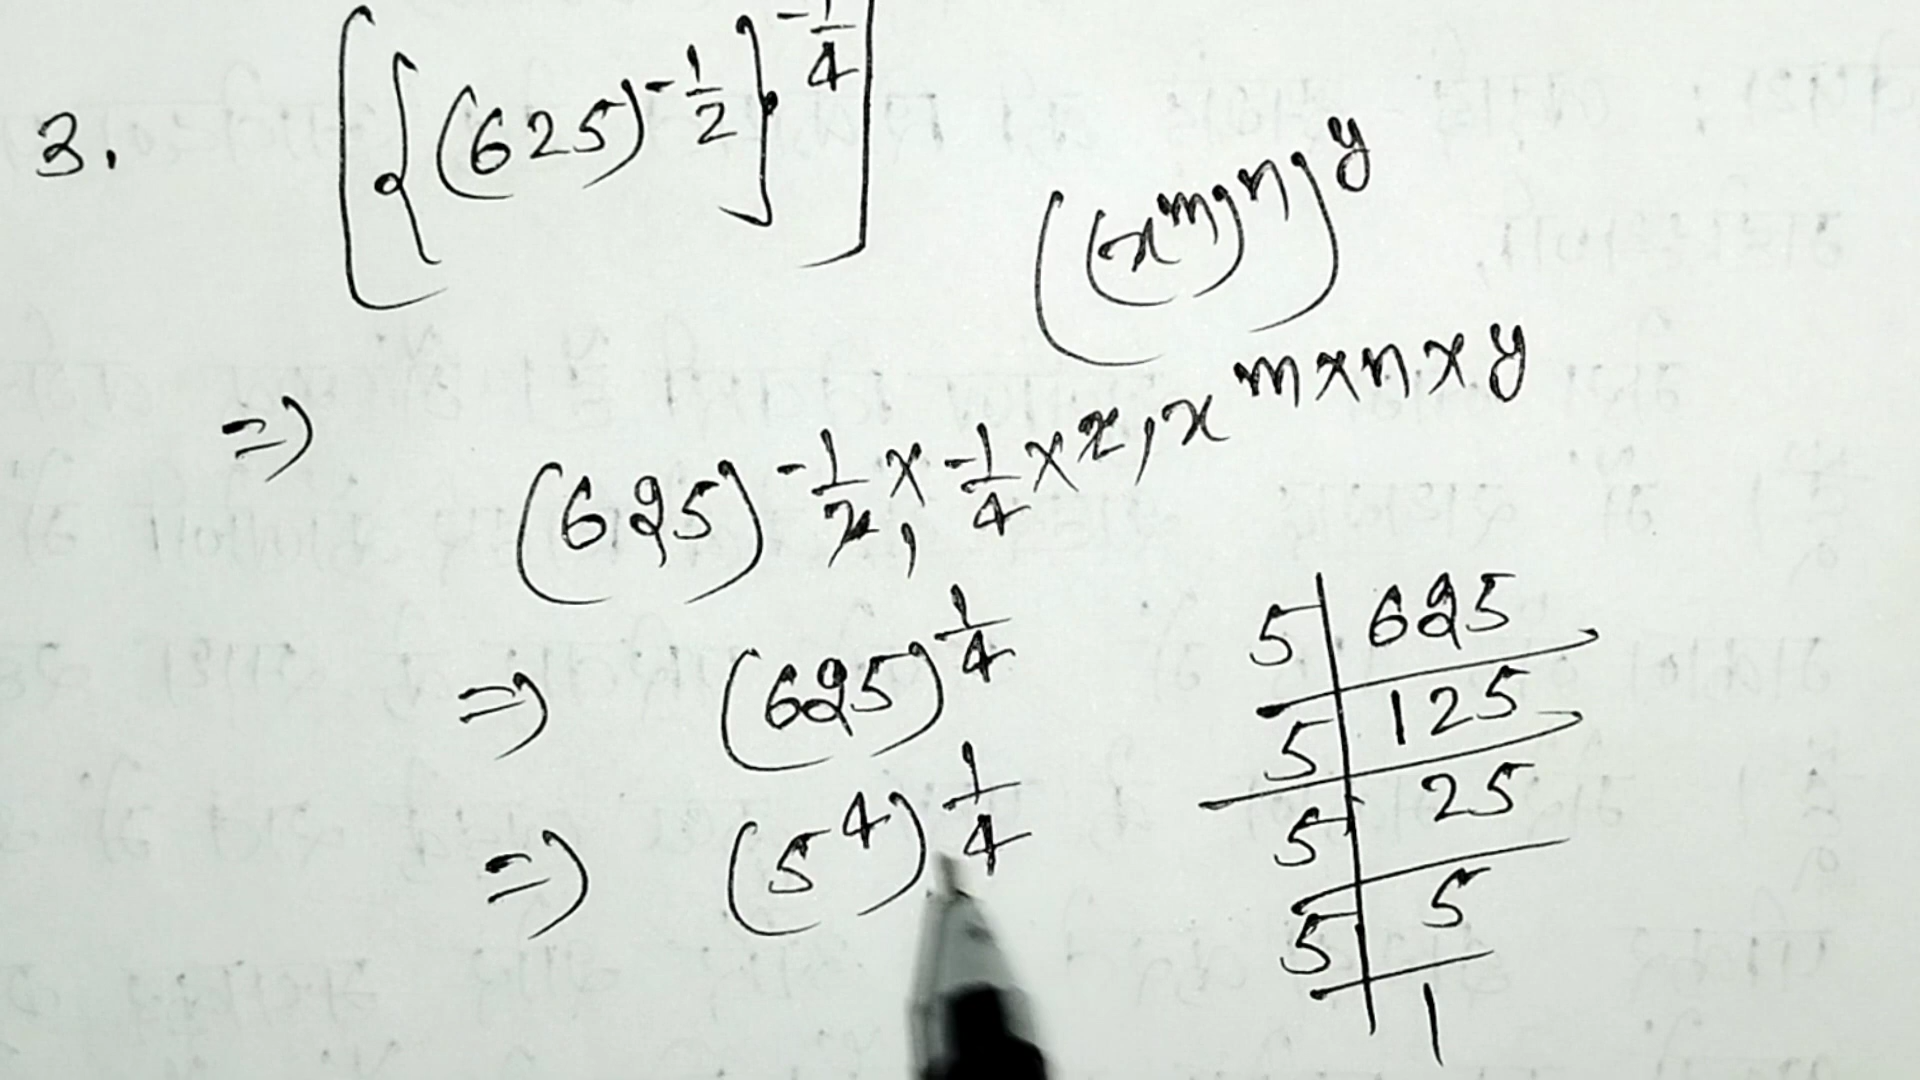 3. [{(625)^-1/2}^-1/4]
((x^m)^n)^y
x^m×n×y
⇒ (625)^-1/2 × -1/4 × 2
⇒ (625)^1/4
⇒ (5^4)^1/4
5 | 625
5 | 125
5 | 25
5 | 5
1